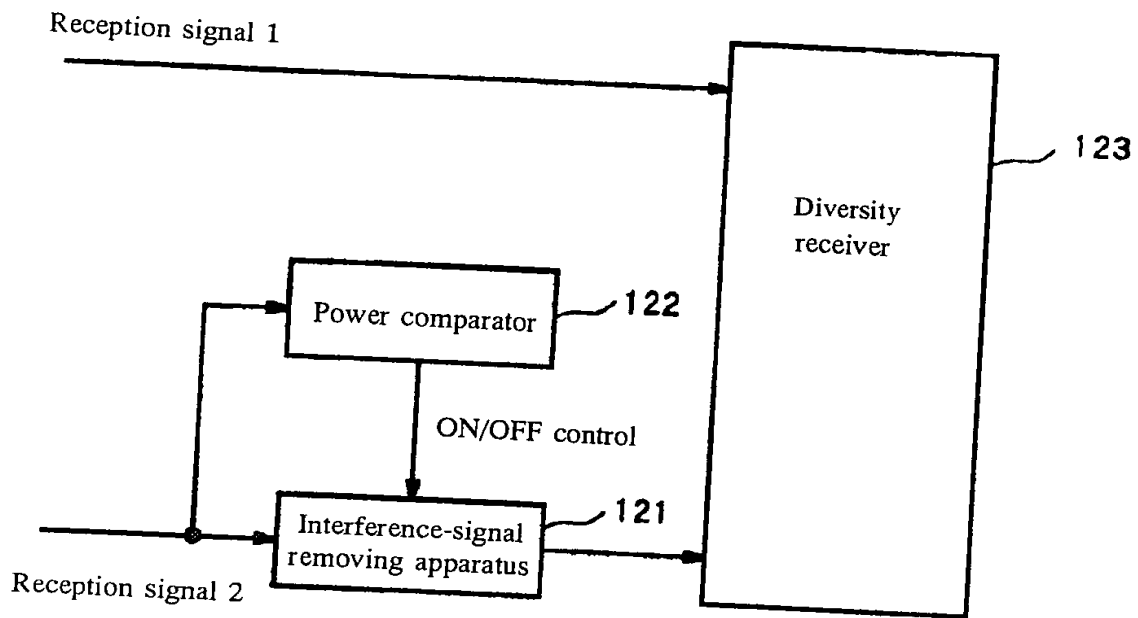 Reception signal 1
123
Diversity
receiver
122
Power comparator
ON/OFF control
121
Interference-signal
removing apparatus
Reception signal 2